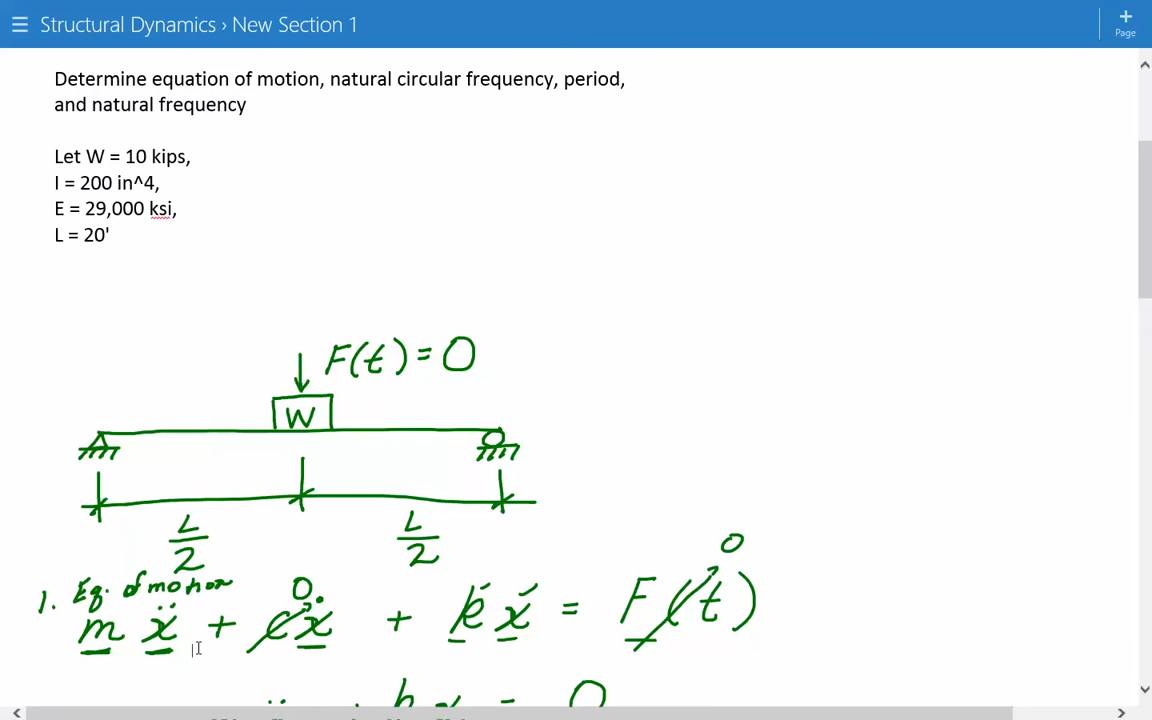 Structural Dynamics › New Section 1
Page
Determine equation of motion, natural circular frequency, period,
and natural frequency
Let W = 10 kips,
I = 200 in^4,
E = 29,000 ksi,
L = 20'
F(t) = 0
W
L/2 L/2
0
1. Eq. of motion 0
mẍ + cẋ + kx = F(t)
kx = 0